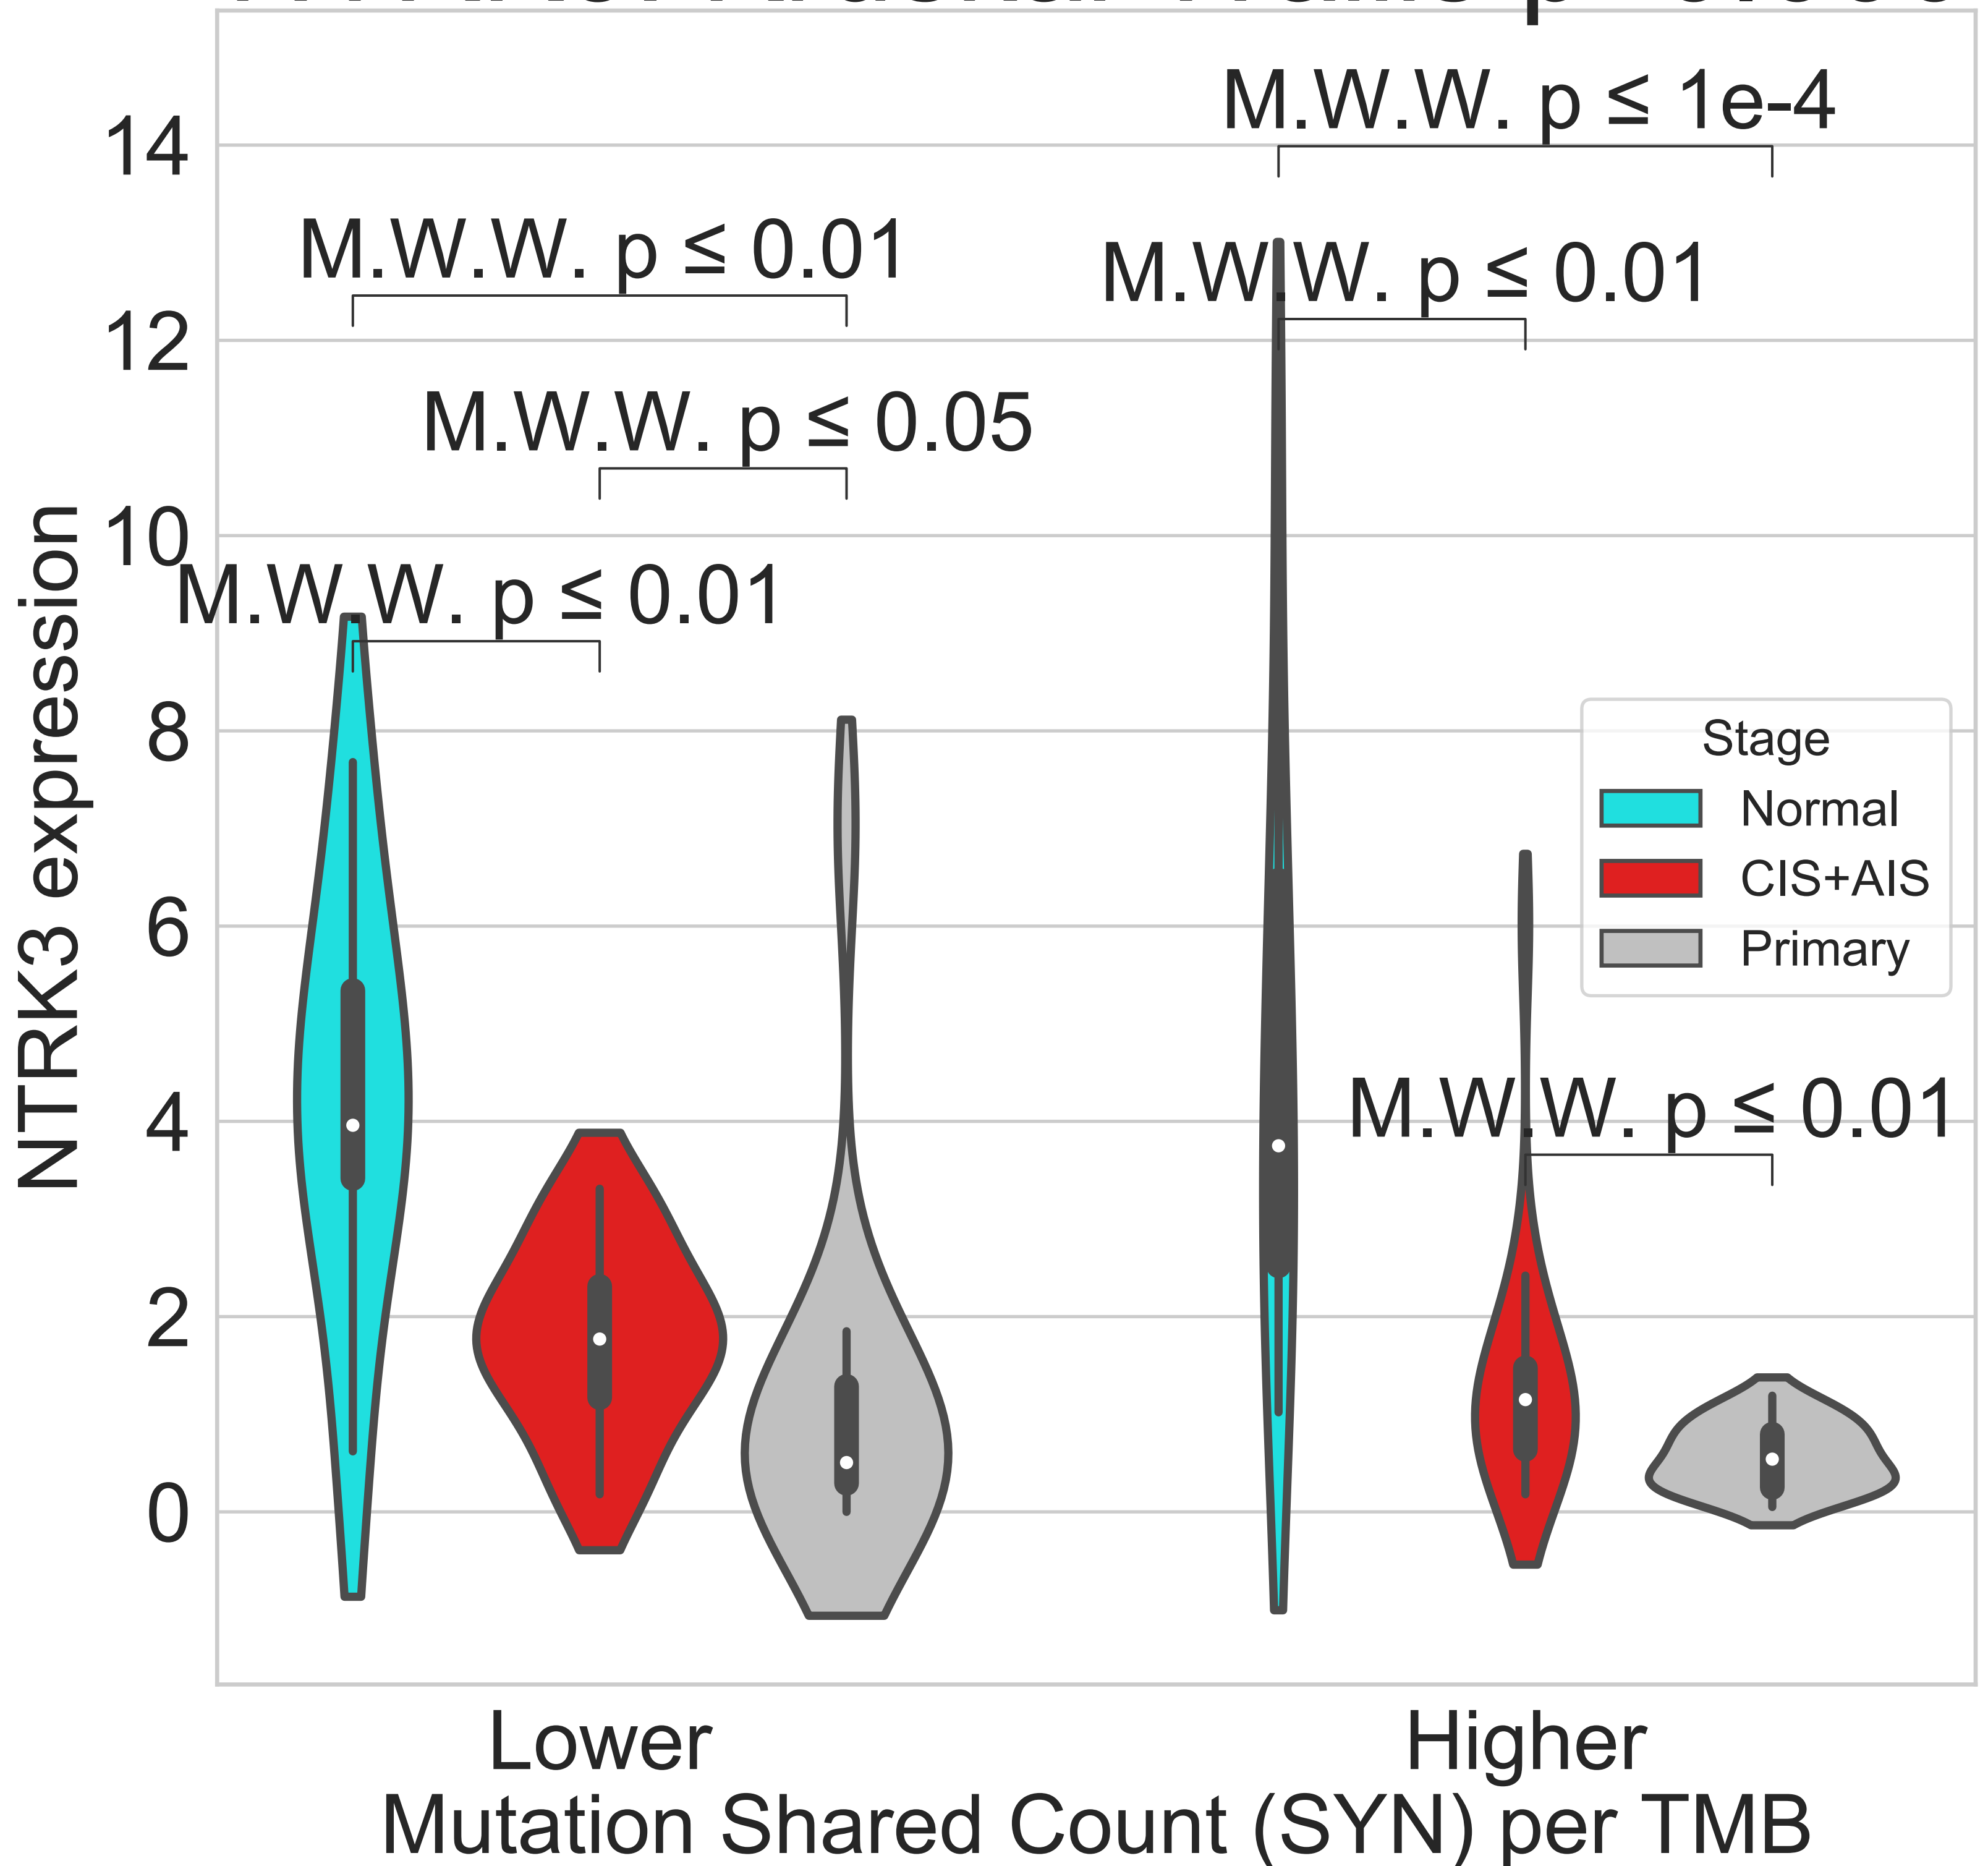 M.W.W. p ≤ 1e-4
14
M.W.W. p ≤ 0.01
M.W.W. p ≤ 0.01
12
M.W.W. p ≤ 0.05
10
M.W.W. p ≤ 0.01
8
Stage
Normal
CIS+AIS
Primary
6
M.W.W. p ≤ 0.01
4
2
0
NTRK3 expression
Lower
Higher
Mutation Shared Count (SYN) per TMB